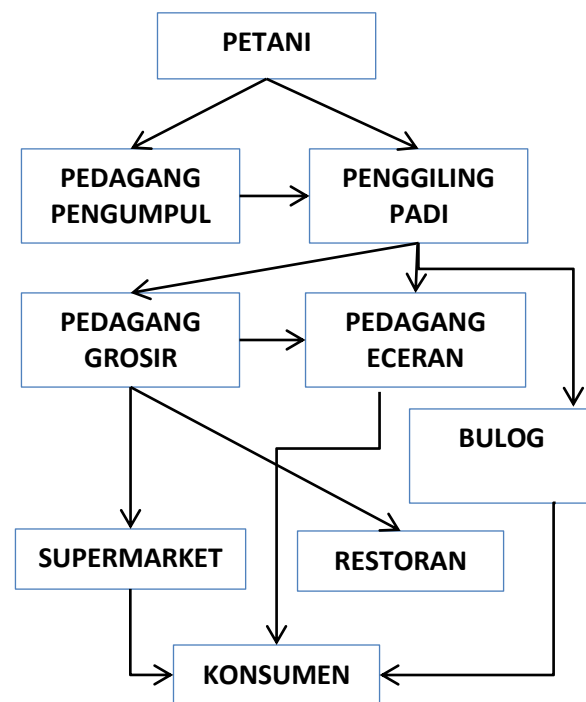 PETANI
PEDAGANG
PENGUMPUL
PENGGILING
PADI
PEDAGANG
GROSIR
PEDAGANG
ECERAN
BULOG
SUPERMARKET
RESTORAN
KONSUMEN